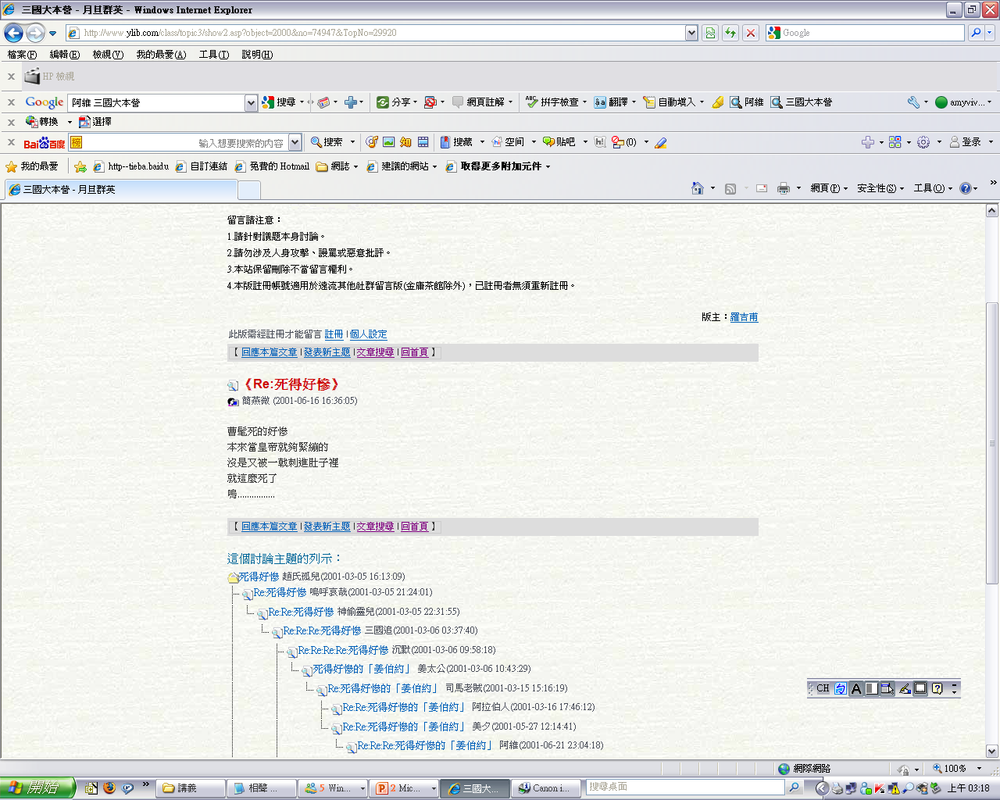 三國大本營 - 月旦群英 - Windows Internet Explorer
http://www.ylib.com/class/topic3/show2.asp?object=2000&no=74947&TopNo=29920
Google
檔案(F) 編輯(E) 檢視(V) 我的最愛(A) 工具(T) 說明(H)
x HP 檢視
x Google 阿維 三國大本營 搜尋 分享 網頁註解 拼字檢查 翻譯 自動填入 阿維 三國大本營 amyviv...
x 轉換 選擇
x Bai百度 输入想要搜索的内容 搜索 搜藏 空间 贴吧 (0) 登录
我的最愛 http--tieba.baidu 自訂連結 免費的 Hotmail 網誌 建議的網站 取得更多附加元件
三國大本營 - 月旦群英 網頁(P) 安全性(S) 工具(O)
留言請注意：
1.請針對議題本身討論。
2.請勿涉及人身攻擊、謾罵或惡意批評。
3.本站保留刪除不當留言權利。
4.本版註冊帳號適用於遠流其他社群留言版(金庸茶館除外)，已註冊者無須重新註冊。
版主：羅吉甫
此版需經註冊才能留言 註冊 | 個人設定
【 回應本篇文章 | 發表新主題 | 文章搜尋 | 回首頁 】
《Re:死得好慘》
簡燕微 (2001-06-16 16:36:05)
曹髦死的好慘
本來當皇帝就夠緊繃的
沒是又被一戟刺進肚子裡
就這麼死了
嗚................
【 回應本篇文章 | 發表新主題 | 文章搜尋 | 回首頁 】
這個討論主題的列示：
死得好慘 趙氏孤兒(2001-03-05 16:13:09)
Re:死得好慘 嗚呼哀哉(2001-03-05 21:24:01)
Re:Re:死得好慘 神偷靈兒(2001-03-05 22:31:55)
Re:Re:Re:死得好慘 三國追(2001-03-06 03:37:40)
Re:Re:Re:Re:死得好慘 沉默(2001-03-06 09:58:18)
死得好慘的「姜伯約」 姜太公(2001-03-06 10:43:29)
Re:死得好慘的「姜伯約」 司馬老賊(2001-03-15 15:16:19)
Re:Re:死得好慘的「姜伯約」 阿拉伯人(2001-03-16 17:46:12)
Re:Re:死得好慘的「姜伯約」 美夕(2001-05-27 12:14:41)
Re:Re:Re:死得好慘的「姜伯約」 阿維(2001-06-21 23:04:18)
CH
網際網路 100%
開始 講義 相聲 ... 5 Win... 2 Mic... 三國大... Canon i... 搜尋桌面 上午 03:18